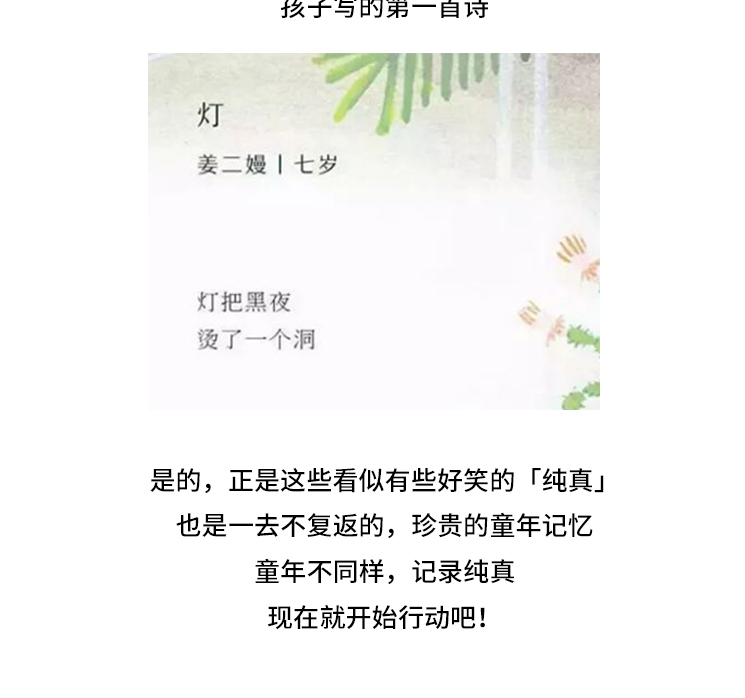 孩子写的第一首诗
灯
姜二嫚丨七岁
灯把黑夜
烫了一个洞
是的，正是这些看似有些好笑的「纯真」
也是一去不复返的，珍贵的童年记忆
童年不同样，记录纯真
现在就开始行动吧！